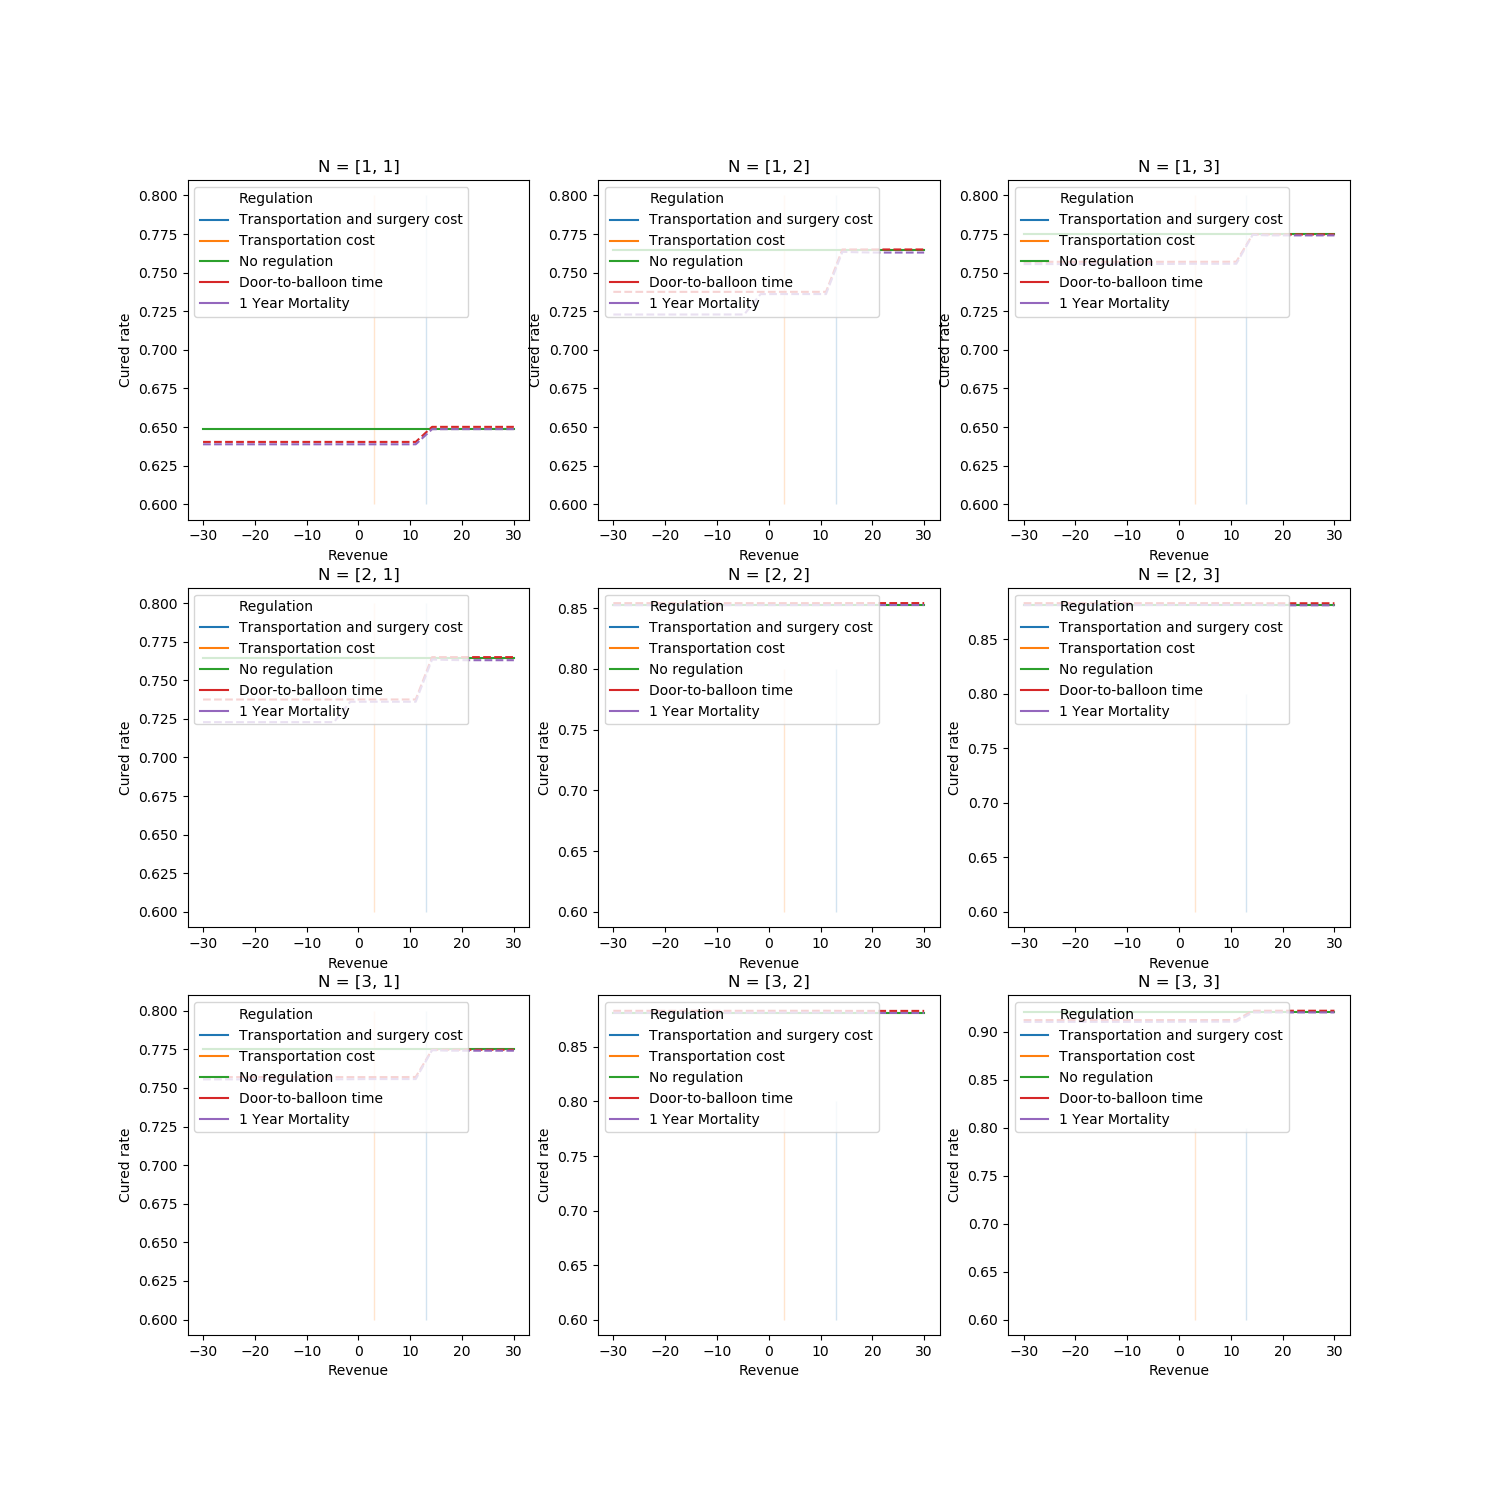 N = [1, 1]
0.800
0.775
0.750
0.725
0.700
0.675
0.650
0.625
0.600
Cured rate
Regulation
Transportation and surgery cost
Transportation cost
No regulation
Door-to-balloon time
1 Year Mortality
−30 −20 −10 0 10 20 30
Revenue
N = [1, 2]
0.800
0.775
0.750
0.725
0.700
0.675
0.650
0.625
0.600
Cured rate
Regulation
Transportation and surgery cost
Transportation cost
No regulation
Door-to-balloon time
1 Year Mortality
−30 −20 −10 0 10 20 30
Revenue
N = [1, 3]
0.800
0.775
0.750
0.725
0.700
0.675
0.650
0.625
0.600
Cured rate
Regulation
Transportation and surgery cost
Transportation cost
No regulation
Door-to-balloon time
1 Year Mortality
−30 −20 −10 0 10 20 30
Revenue
N = [2, 1]
0.800
0.775
0.750
0.725
0.700
0.675
0.650
0.625
0.600
Cured rate
Regulation
Transportation and surgery cost
Transportation cost
No regulation
Door-to-balloon time
1 Year Mortality
−30 −20 −10 0 10 20 30
Revenue
N = [2, 2]
0.85
0.80
0.75
0.70
0.65
0.60
Cured rate
Regulation
Transportation and surgery cost
Transportation cost
No regulation
Door-to-balloon time
1 Year Mortality
−30 −20 −10 0 10 20 30
Revenue
N = [2, 3]
0.85
0.80
0.75
0.70
0.65
0.60
Cured rate
Regulation
Transportation and surgery cost
Transportation cost
No regulation
Door-to-balloon time
1 Year Mortality
−30 −20 −10 0 10 20 30
Revenue
N = [3, 1]
0.800
0.775
0.750
0.725
0.700
0.675
0.650
0.625
0.600
Cured rate
Regulation
Transportation and surgery cost
Transportation cost
No regulation
Door-to-balloon time
1 Year Mortality
−30 −20 −10 0 10 20 30
Revenue
N = [3, 2]
0.85
0.80
0.75
0.70
0.65
0.60
Cured rate
Regulation
Transportation and surgery cost
Transportation cost
No regulation
Door-to-balloon time
1 Year Mortality
−30 −20 −10 0 10 20 30
Revenue
N = [3, 3]
0.90
0.85
0.80
0.75
0.70
0.65
0.60
Cured rate
Regulation
Transportation and surgery cost
Transportation cost
No regulation
Door-to-balloon time
1 Year Mortality
−30 −20 −10 0 10 20 30
Revenue